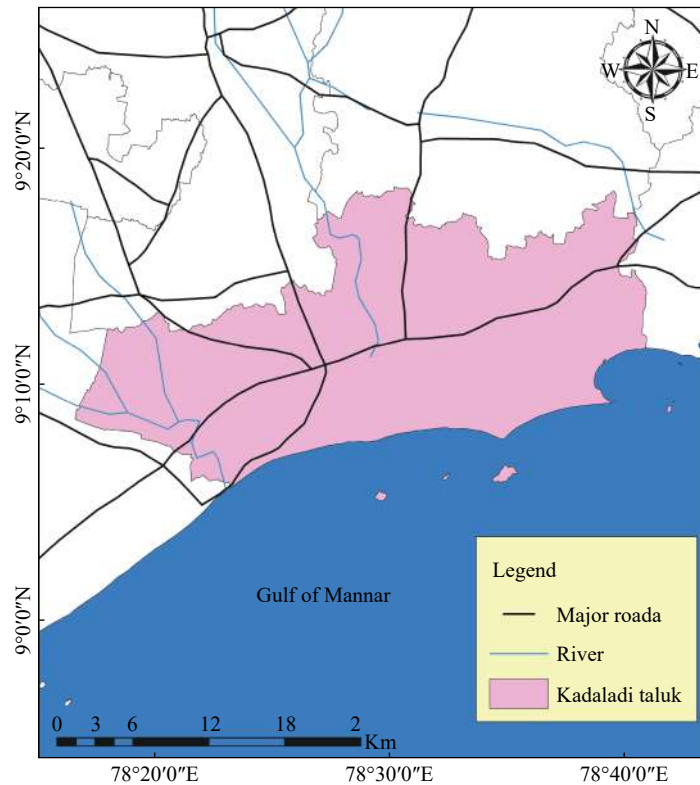 N
W E
S
9°20′0″N
9°10′0″N
9°0′0″N
Gulf of Mannar
Legend
Major roada
River
Kadaladi taluk
0 3 6 12 18 2
Km
78°20′0″E 78°30′0″E 78°40′0″E